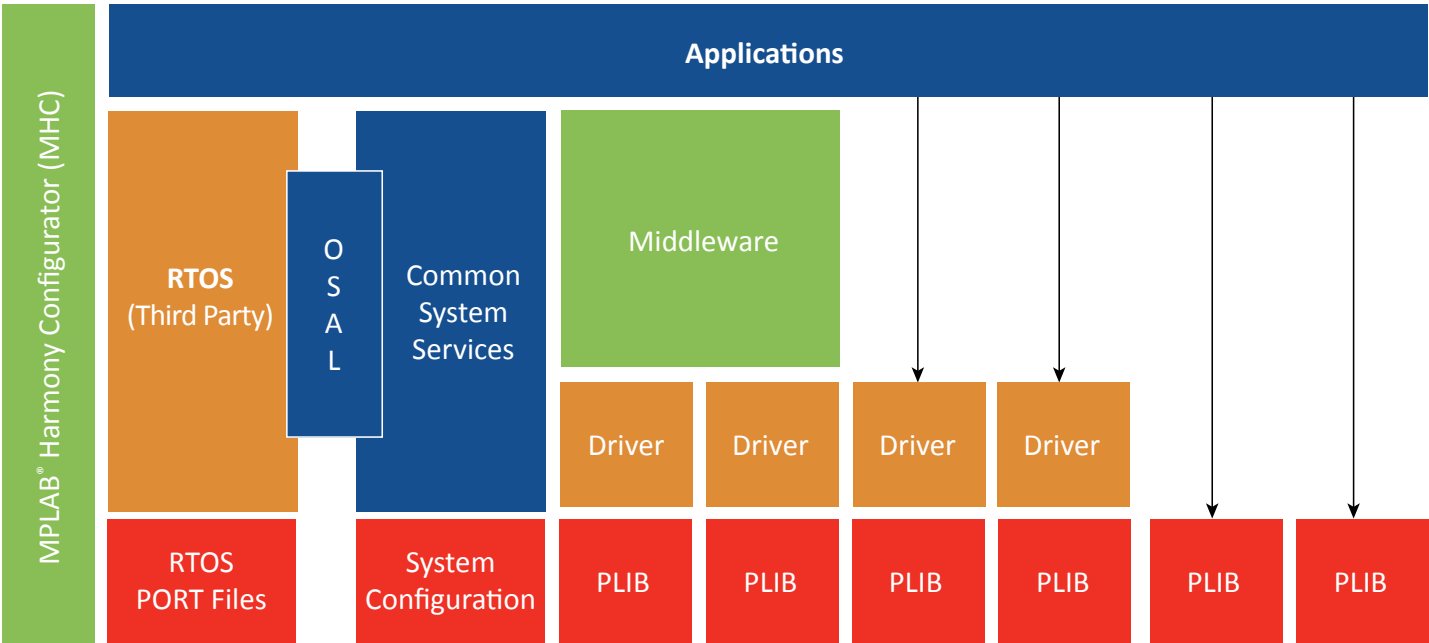 MPLAB® Harmony Configurator (MHC)
Applications
RTOS
(Third Party)
O
S
A
L
Common
System
Services
Middleware
Driver
Driver
Driver
Driver
RTOS
PORT Files
System
Configuration
PLIB
PLIB
PLIB
PLIB
PLIB
PLIB